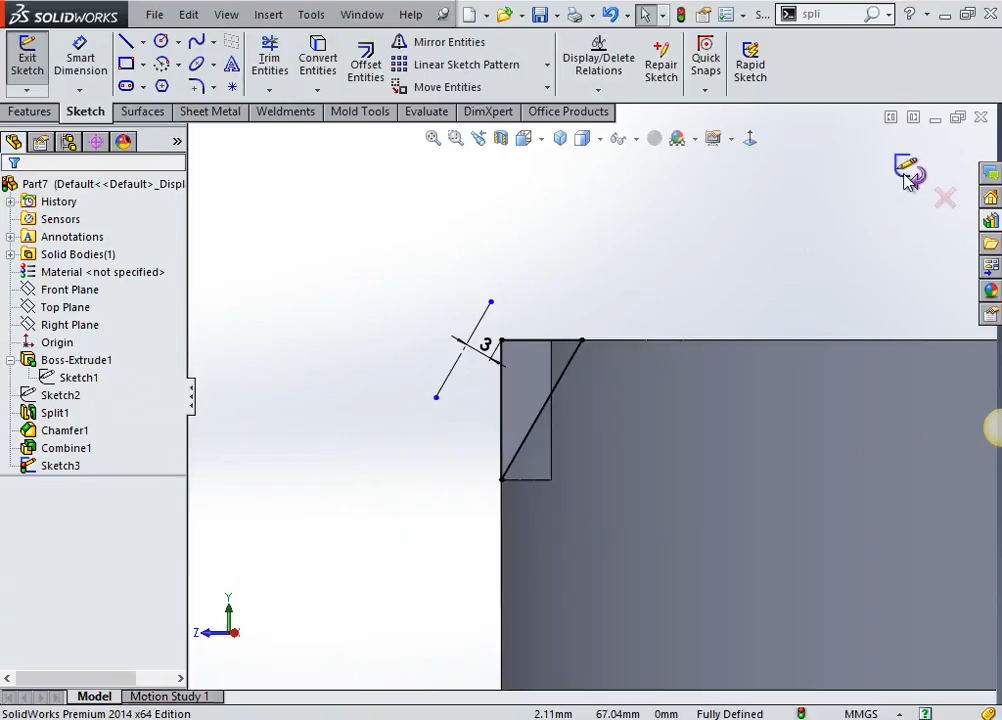 SOLIDWORKS File Edit View Insert Tools Window Help S... spli
Exit Sketch Smart Dimension Trim Entities Convert Entities Offset Entities Mirror Entities Linear Sketch Pattern Move Entities Display/Delete Relations Repair Sketch Quick Snaps Rapid Sketch
Features Sketch Surfaces Sheet Metal Weldments Mold Tools Evaluate DimXpert Office Products
Part7 (Default<<Default>_Displ
History
Sensors
Annotations
Solid Bodies(1)
Material <not specified>
Front Plane
Top Plane
Right Plane
Origin
Boss-Extrude1
Sketch1
Sketch2
Split1
Chamfer1
Combine1
Sketch3
3
Y
Z
Model Motion Study 1
SolidWorks Premium 2014 x64 Edition 2.11mm 67.04mm 0mm Fully Defined MMGS